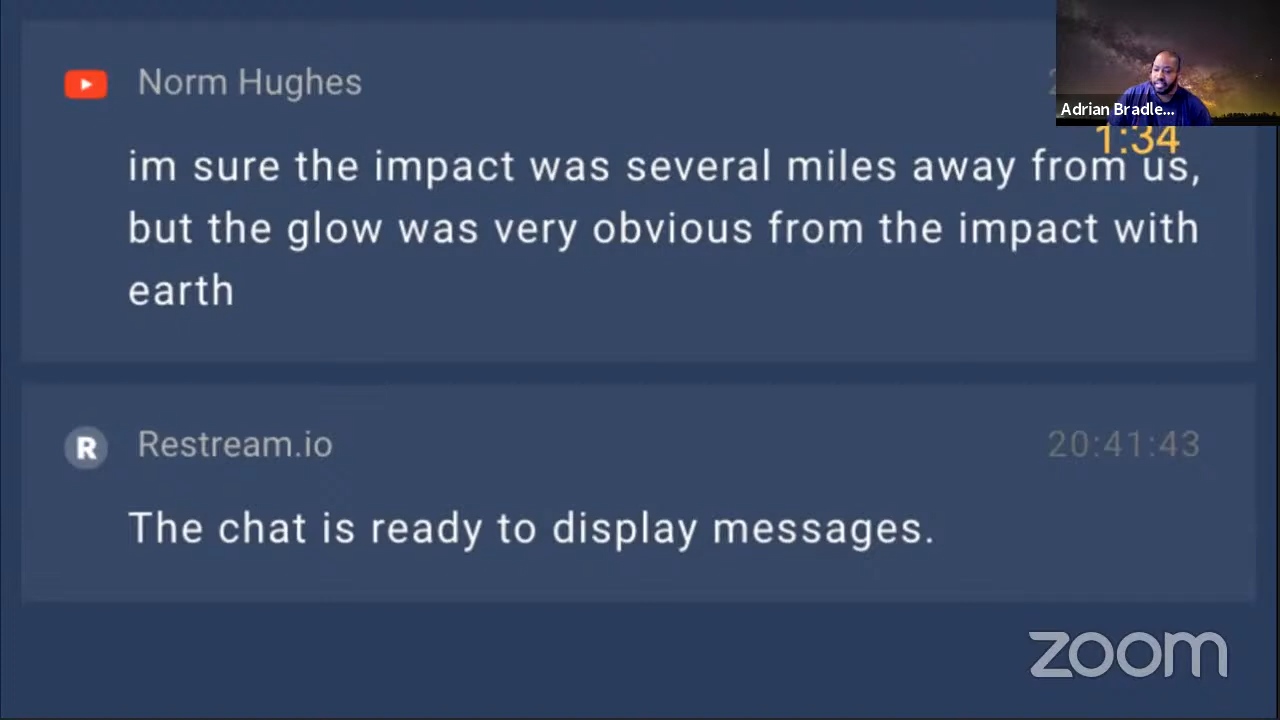 Norm Hughes
Adrian Bradle...
1:34
im sure the impact was several miles away from us,
but the glow was very obvious from the impact with
earth
R
Restream.io
20:41:43
The chat is ready to display messages.
zoom